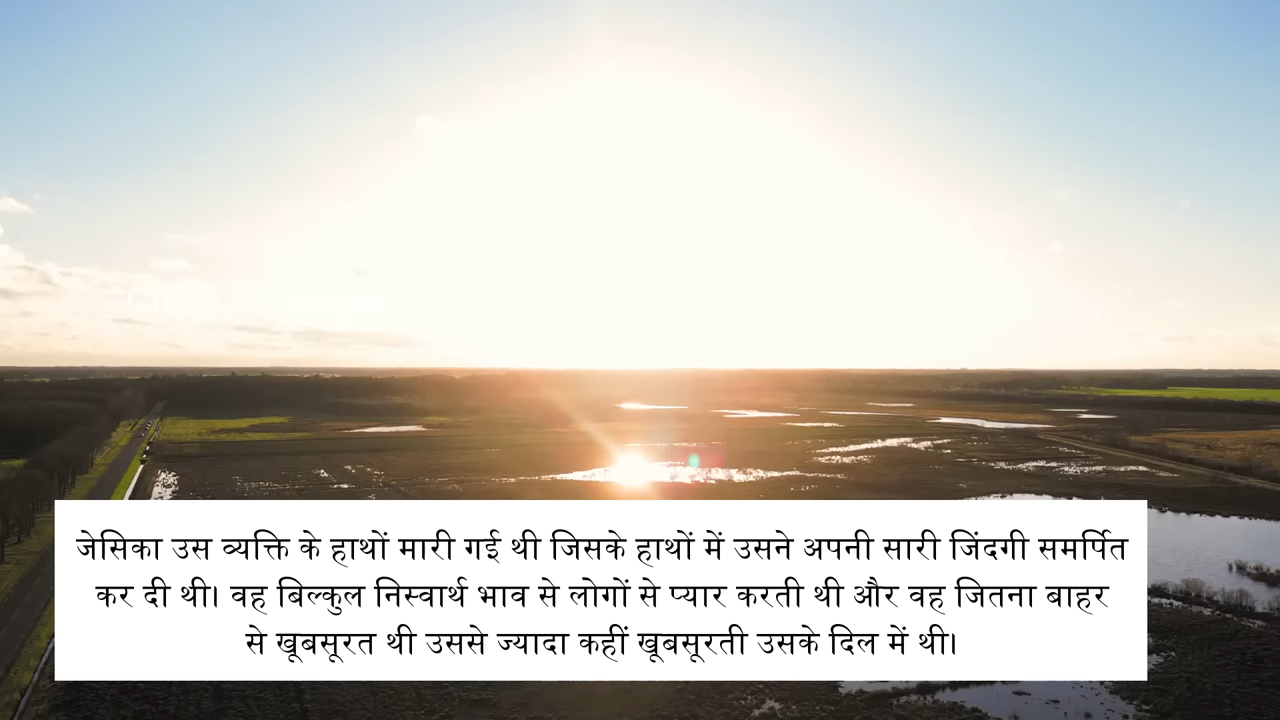 जेसिका उस व्यक्ति के हाथों मारी गई थी जिसके हाथों में उसने अपनी सारी जिंदगी समर्पित
कर दी थी। वह बिल्कुल निस्वार्थ भाव से लोगों से प्यार करती थी और वह जितना बाहर
से खूबसूरत थी उससे ज्यादा कहीं खूबसूरती उसके दिल में थी।